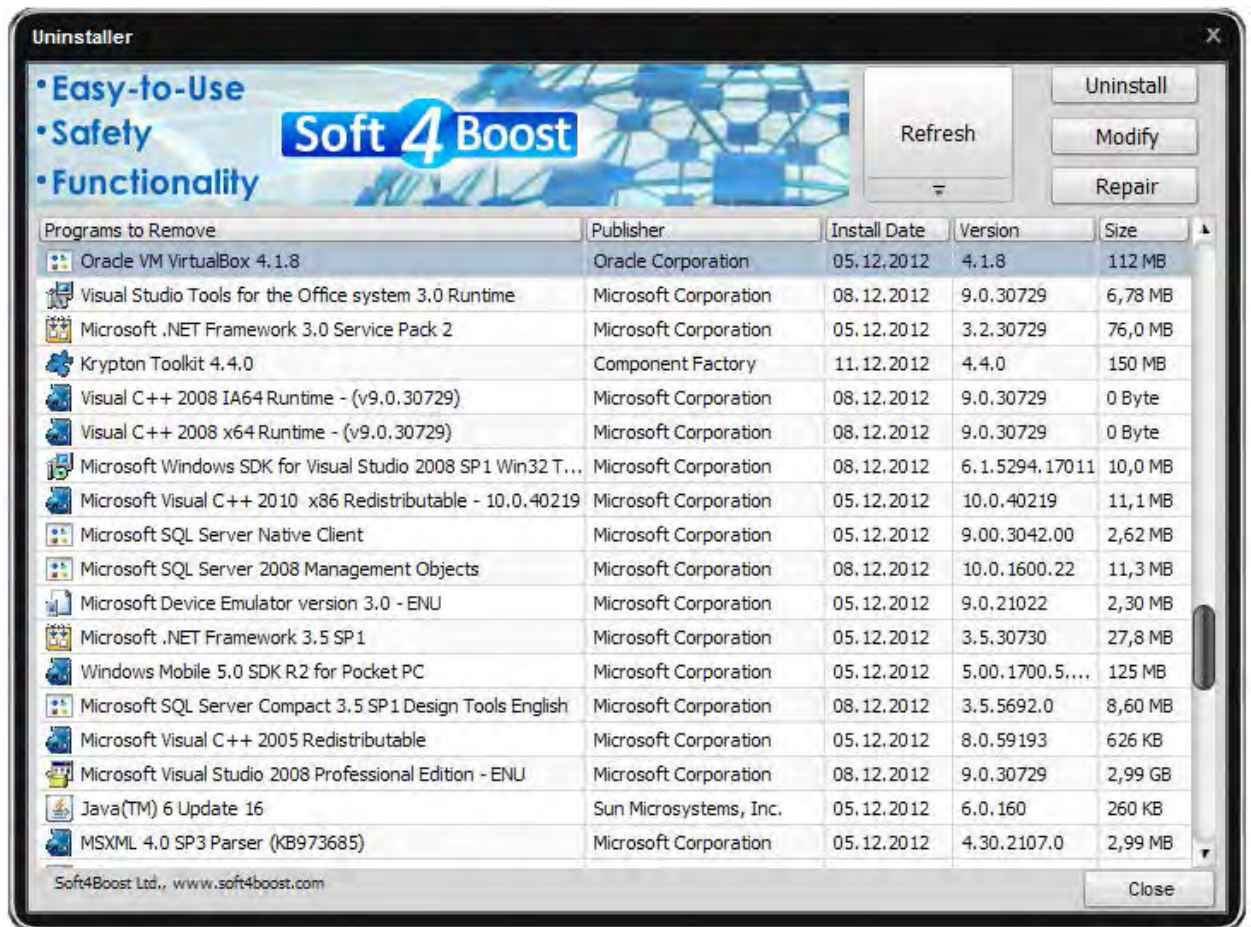 Uninstaller
X
•Easy-to-Use
•Safety
•Functionality
Soft 4 Boost
Refresh
Uninstall
Modify
Repair
Programs to Remove Publisher Install Date Version Size
Oracle VM VirtualBox 4.1.8 Oracle Corporation 05.12.2012 4.1.8 112 MB
Visual Studio Tools for the Office system 3.0 Runtime Microsoft Corporation 08.12.2012 9.0.30729 6,78 MB
Microsoft .NET Framework 3.0 Service Pack 2 Microsoft Corporation 05.12.2012 3.2.30729 76,0 MB
Krypton Toolkit 4.4.0 Component Factory 11.12.2012 4.4.0 150 MB
Visual C++ 2008 IA64 Runtime - (v9.0.30729) Microsoft Corporation 08.12.2012 9.0.30729 0 Byte
Visual C++ 2008 x64 Runtime - (v9.0.30729) Microsoft Corporation 08.12.2012 9.0.30729 0 Byte
Microsoft Windows SDK for Visual Studio 2008 SP1 Win32 T... Microsoft Corporation 08.12.2012 6.1.5294.17011 10,0 MB
Microsoft Visual C++ 2010 x86 Redistributable - 10.0.40219 Microsoft Corporation 05.12.2012 10.0.40219 11,1 MB
Microsoft SQL Server Native Client Microsoft Corporation 05.12.2012 9.00.3042.00 2,62 MB
Microsoft SQL Server 2008 Management Objects Microsoft Corporation 08.12.2012 10.0.1600.22 11,3 MB
Microsoft Device Emulator version 3.0 - ENU Microsoft Corporation 05.12.2012 9.0.21022 2,30 MB
Microsoft .NET Framework 3.5 SP1 Microsoft Corporation 05.12.2012 3.5.30730 27,8 MB
Windows Mobile 5.0 SDK R2 for Pocket PC Microsoft Corporation 05.12.2012 5.00.1700.5.... 125 MB
Microsoft SQL Server Compact 3.5 SP1 Design Tools English Microsoft Corporation 08.12.2012 3.5.5692.0 8,60 MB
Microsoft Visual C++ 2005 Redistributable Microsoft Corporation 05.12.2012 8.0.59193 626 KB
Microsoft Visual Studio 2008 Professional Edition - ENU Microsoft Corporation 08.12.2012 9.0.30729 2,99 GB
Java(TM) 6 Update 16 Sun Microsystems, Inc. 05.12.2012 6.0.160 260 KB
MSXML 4.0 SP3 Parser (KB973685) Microsoft Corporation 05.12.2012 4.30.2107.0 2,99 MB
Soft4Boost Ltd., www.soft4boost.com
Close